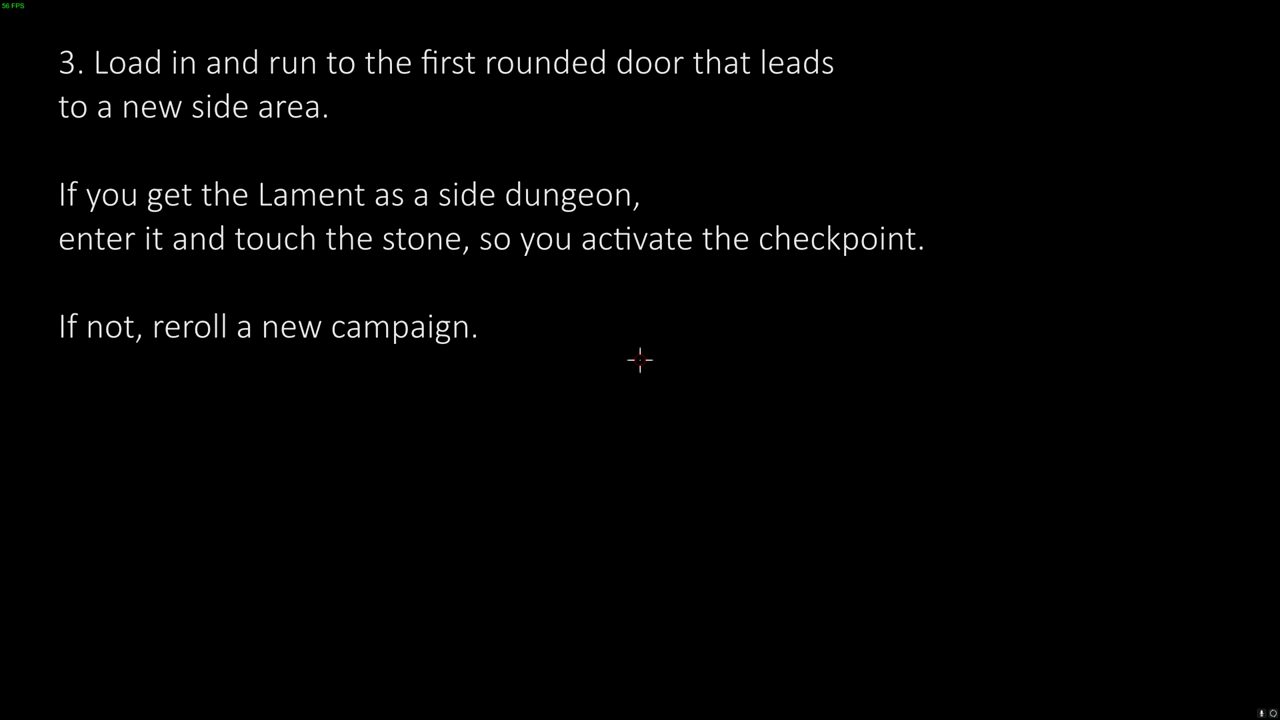 56 FPS
3. Load in and run to the first rounded door that leads
to a new side area.
If you get the Lament as a side dungeon,
enter it and touch the stone, so you activate the checkpoint.
If not, reroll a new campaign.